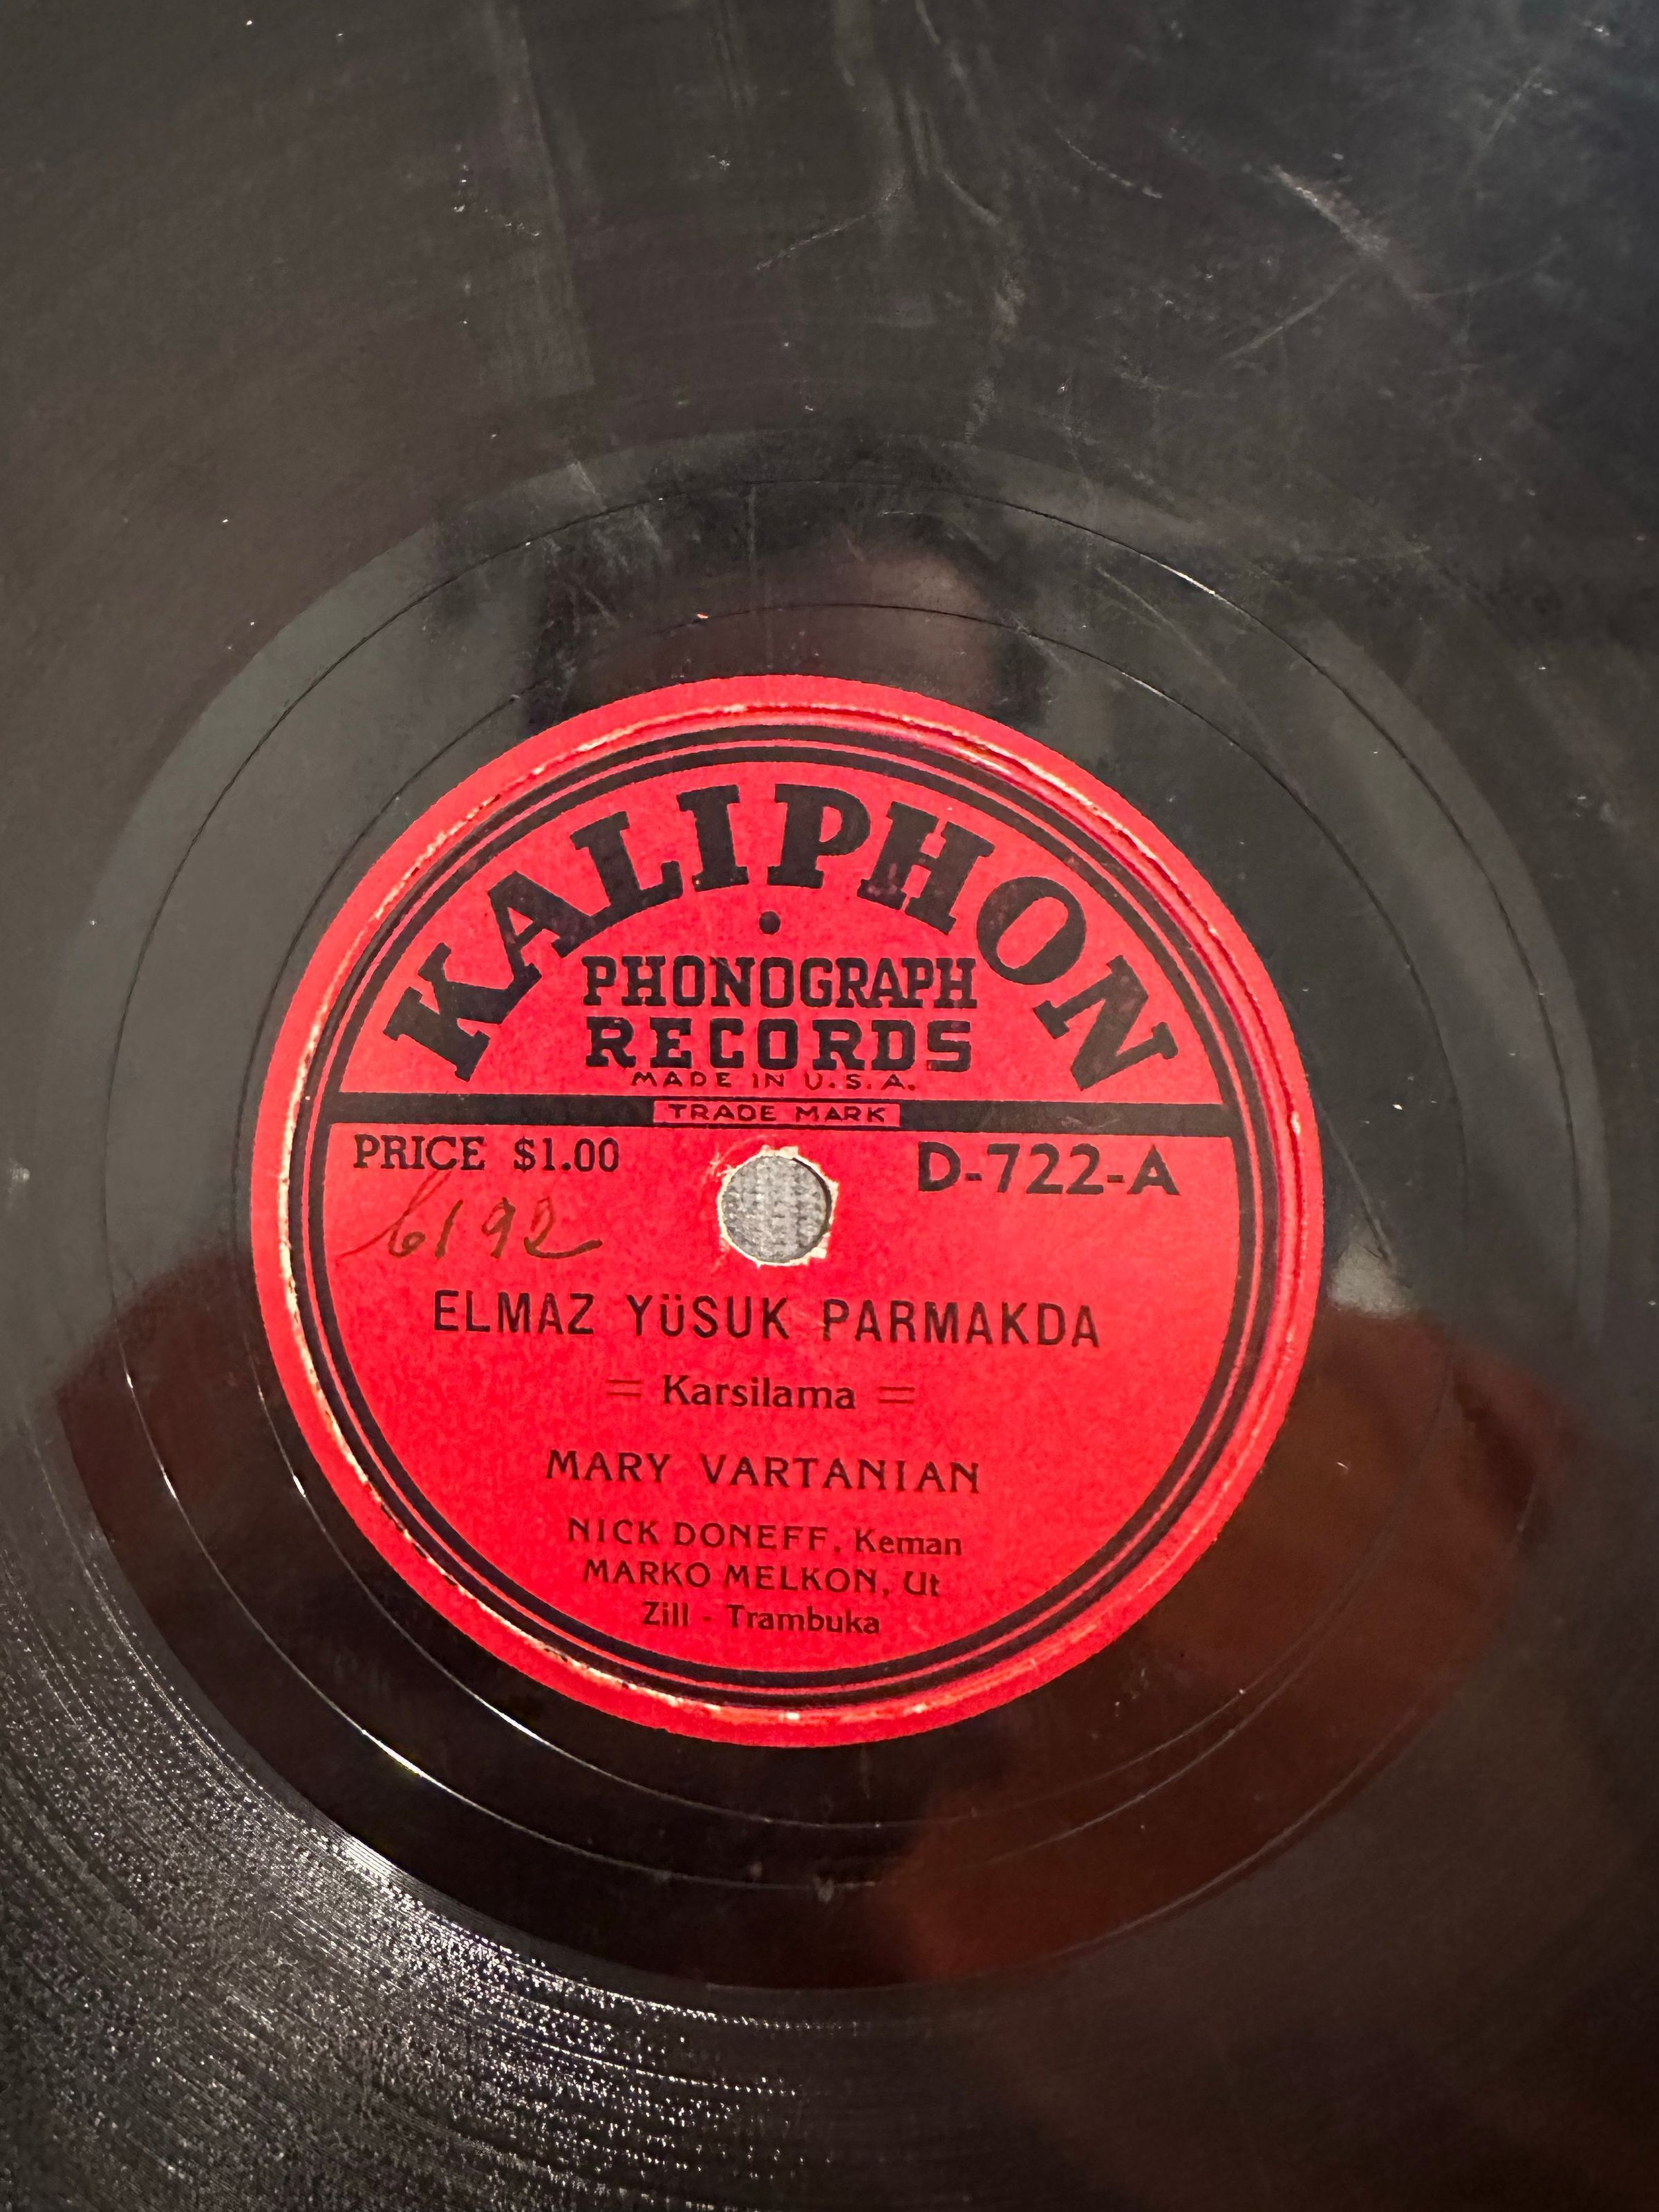 KALIPHON
PHONOGRAPH
RECORDS
MADE IN U.S.A.
TRADE MARK
PRICE $1.00 D-722-A
6192
ELMAZ YüSUK PARMAKDA
= Karsilama =
MARY VARTANIAN
NICK DONEFF, Keman
MARKO MELKON, Ut
Zill - Trambuka